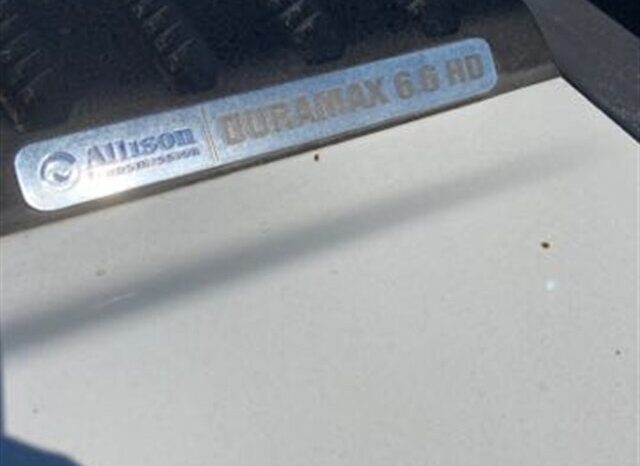 Allison DURAMAX 6.6 HD
TRANSMISSION